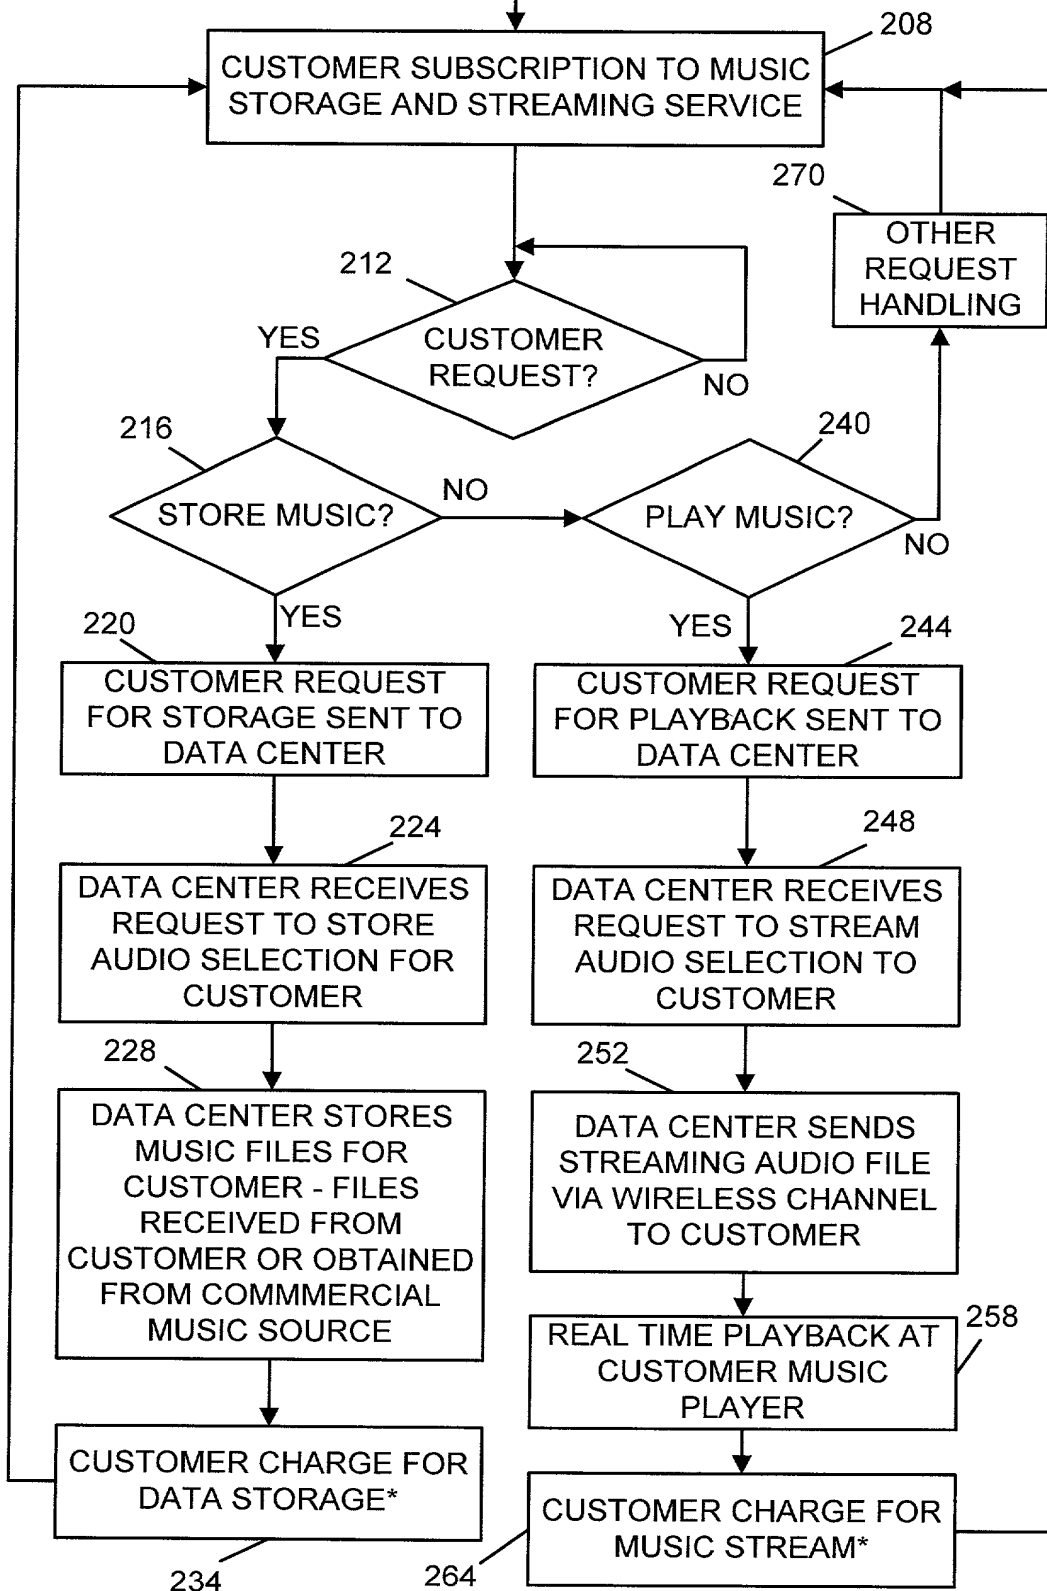 208
CUSTOMER SUBSCRIPTION TO MUSIC
STORAGE AND STREAMING SERVICE
270
OTHER
REQUEST
HANDLING
212
YES
CUSTOMER
REQUEST?
NO
216
STORE MUSIC?
NO
240
PLAY MUSIC?
NO
YES
YES
220
CUSTOMER REQUEST
FOR STORAGE SENT TO
DATA CENTER
244
CUSTOMER REQUEST
FOR PLAYBACK SENT TO
DATA CENTER
224
DATA CENTER RECEIVES
REQUEST TO STORE
AUDIO SELECTION FOR
CUSTOMER
248
DATA CENTER RECEIVES
REQUEST TO STREAM
AUDIO SELECTION TO
CUSTOMER
228
DATA CENTER STORES
MUSIC FILES FOR
CUSTOMER - FILES
RECEIVED FROM
CUSTOMER OR OBTAINED
FROM COMMMERCIAL
MUSIC SOURCE
252
DATA CENTER SENDS
STREAMING AUDIO FILE
VIA WIRELESS CHANNEL
TO CUSTOMER
258
REAL TIME PLAYBACK AT
CUSTOMER MUSIC
PLAYER
CUSTOMER CHARGE FOR
DATA STORAGE*
234
CUSTOMER CHARGE FOR
MUSIC STREAM*
264